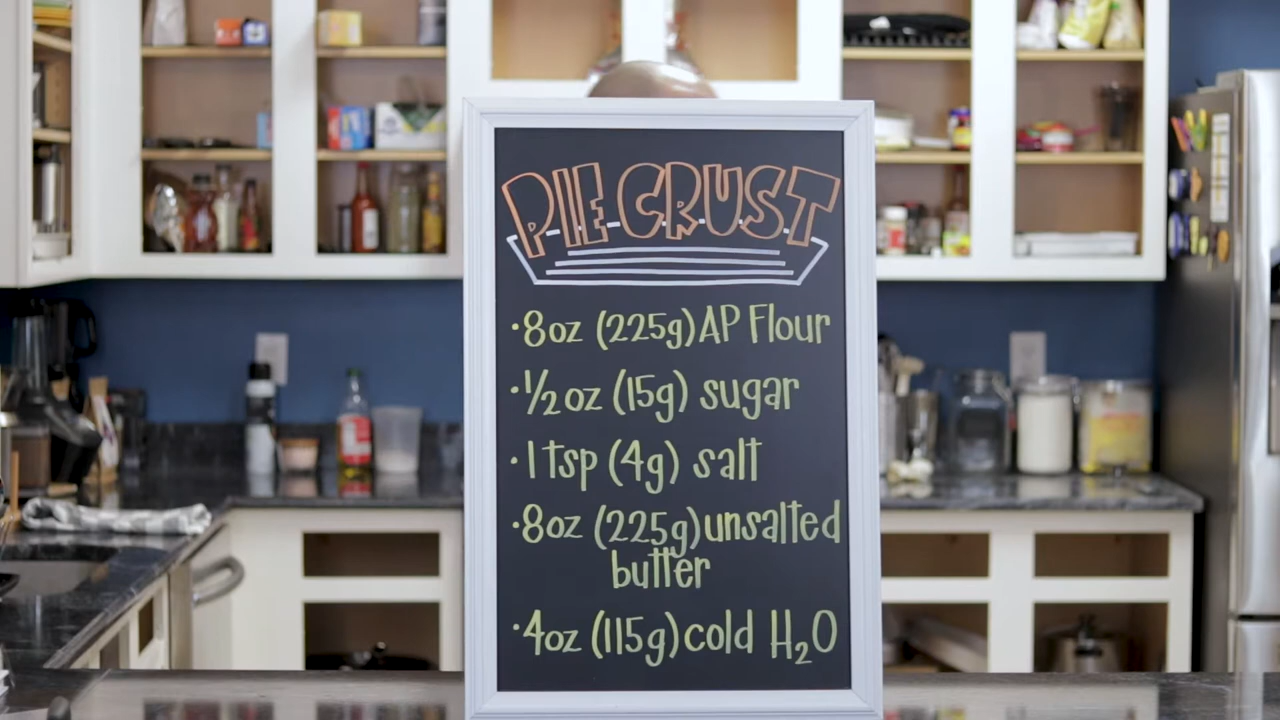 PIE CRUST
·8oz (225g) AP Flour
·½ oz (15g) sugar
·1 tsp (4g) salt
·8oz (225g) unsalted
butter
·4oz (115g) cold H₂O